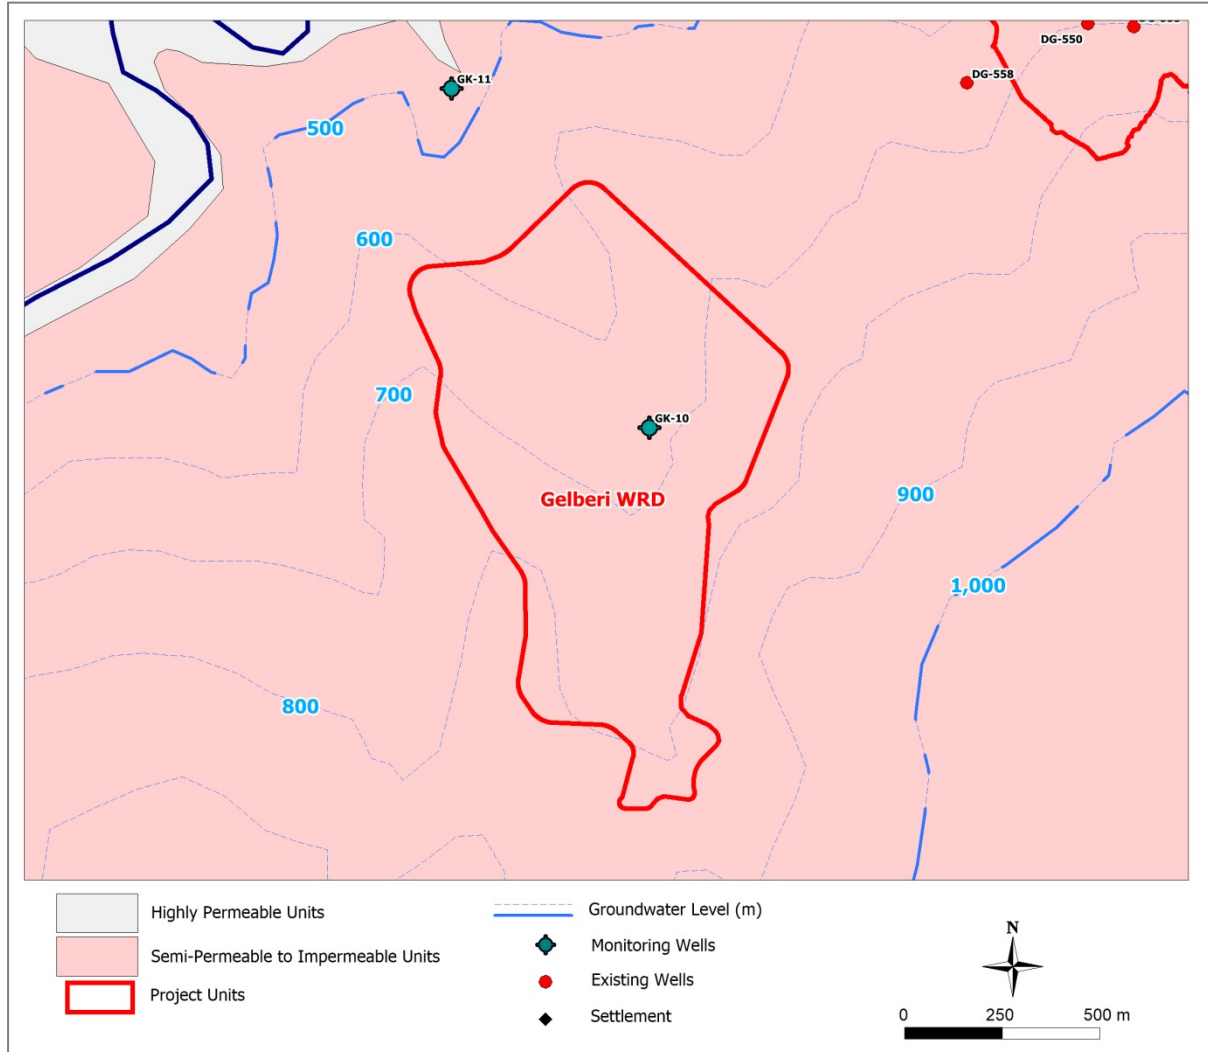 DG-550
DG-558
GK-11
500
600
700
GK-10
Gelberi WRD
900
1,000
800
Highly Permeable Units
Semi-Permeable to Impermeable Units
Project Units
Groundwater Level (m)
Monitoring Wells
Existing Wells
Settlement
N
0 250 500 m